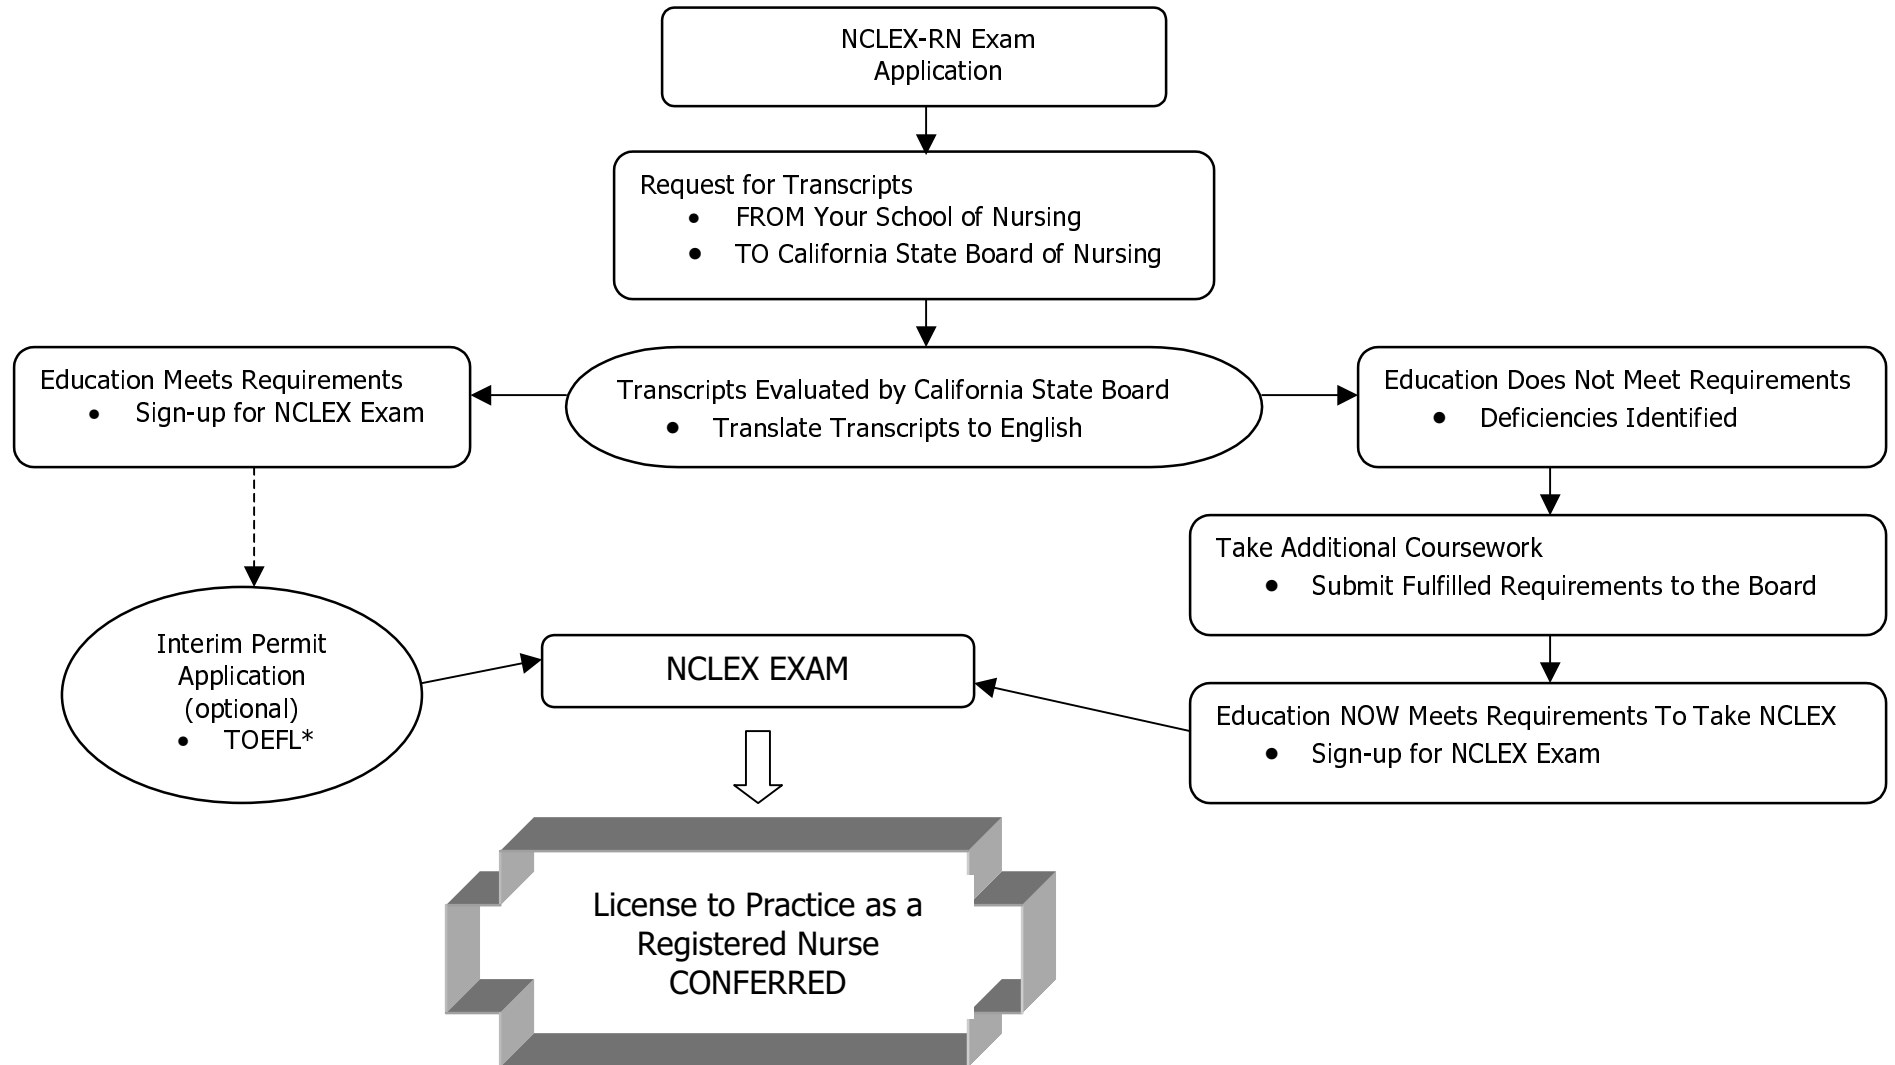 NCLEX-RN Exam
Application
Request for Transcripts
• FROM Your School of Nursing
• TO California State Board of Nursing
Education Meets Requirements
• Sign-up for NCLEX Exam
Transcripts Evaluated by California State Board
• Translate Transcripts to English
Education Does Not Meet Requirements
• Deficiencies Identified
Take Additional Coursework
• Submit Fulfilled Requirements to the Board
Interim Permit
Application
(optional)
• TOEFL*
NCLEX EXAM
Education NOW Meets Requirements To Take NCLEX
• Sign-up for NCLEX Exam
License to Practice as a
Registered Nurse
CONFERRED